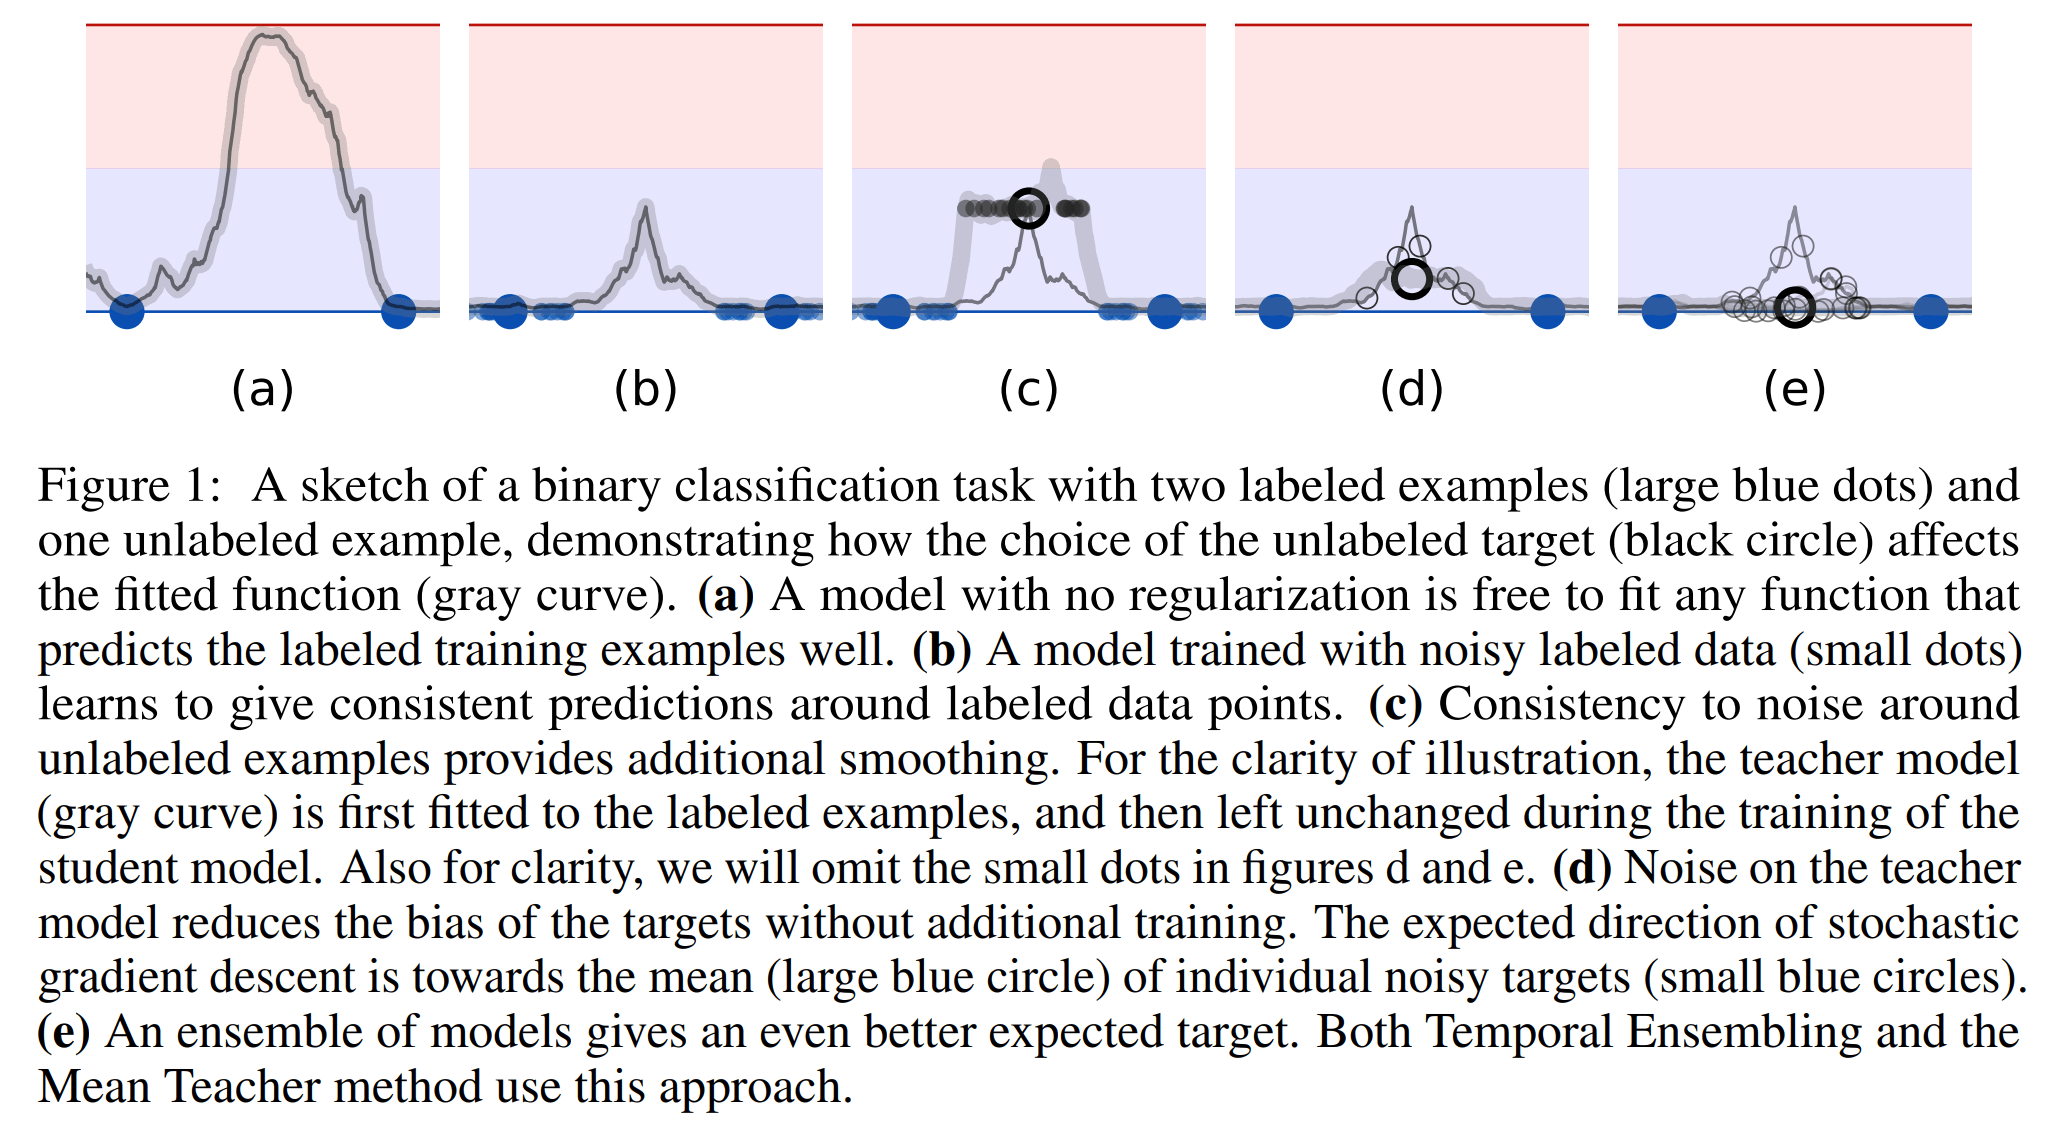 (a) (b) (c) (d) (e)
Figure 1: A sketch of a binary classification task with two labeled examples (large blue dots) and
one unlabeled example, demonstrating how the choice of the unlabeled target (black circle) affects
the fitted function (gray curve). (a) A model with no regularization is free to fit any function that
predicts the labeled training examples well. (b) A model trained with noisy labeled data (small dots)
learns to give consistent predictions around labeled data points. (c) Consistency to noise around
unlabeled examples provides additional smoothing. For the clarity of illustration, the teacher model
(gray curve) is first fitted to the labeled examples, and then left unchanged during the training of the
student model. Also for clarity, we will omit the small dots in figures d and e. (d) Noise on the teacher
model reduces the bias of the targets without additional training. The expected direction of stochastic
gradient descent is towards the mean (large blue circle) of individual noisy targets (small blue circles).
(e) An ensemble of models gives an even better expected target. Both Temporal Ensembling and the
Mean Teacher method use this approach.